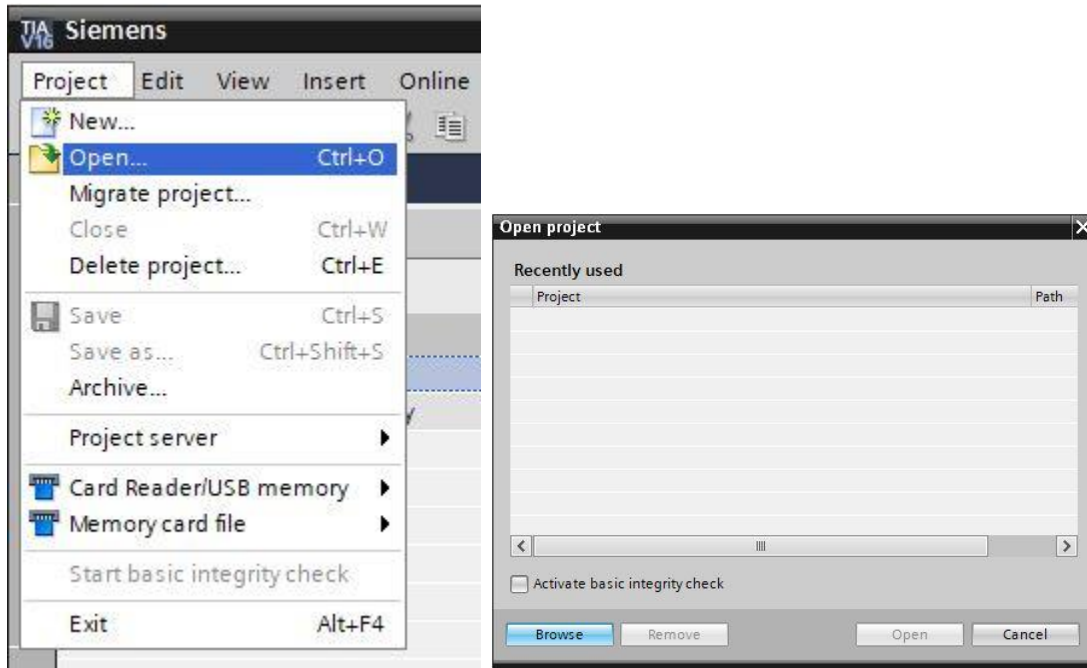 TIA V16 Siemens
Project Edit View Insert Online
New...
Open... Ctrl+O
Migrate project...
Close Ctrl+W
Delete project... Ctrl+E
Save Ctrl+S
Save as... Ctrl+Shift+S
Archive...
Project server
Card Reader/USB memory
Memory card file
Start basic integrity check
Exit Alt+F4
Open project
Recently used
Project Path
Activate basic integrity check
Browse Remove Open Cancel